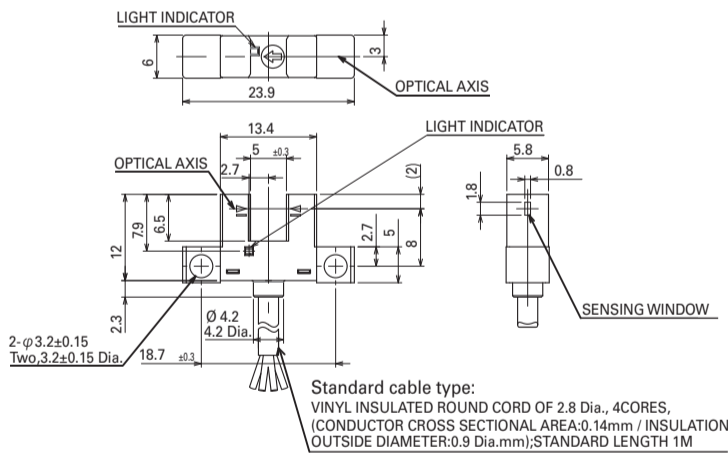 LIGHT INDICATOR
6
3
OPTICAL AXIS
23.9
13.4
LIGHT INDICATOR
5 ±0.3
5.8
OPTICAL AXIS
2.7
(2)
0.8
1.8
12
7.9
6.5
2.7
5
8
2.3
SENSING WINDOW
Ø 4.2
4.2 Dia.
2-φ3.2±0.15
Two,3.2±0.15 Dia.
18.7 ±0.3
Standard cable type:
VINYL INSULATED ROUND CORD OF 2.8 Dia., 4CORES,
(CONDUCTOR CROSS SECTIONAL AREA:0.14mm / INSULATION
OUTSIDE DIAMETER:0.9 Dia.mm);STANDARD LENGTH 1M